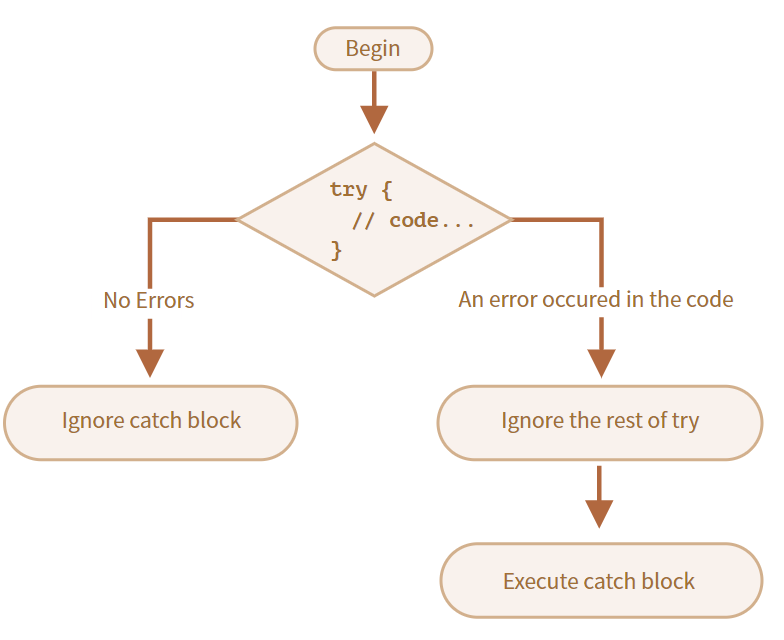 Begin
try {
// code...
}
No Errors
An error occured in the code
Ignore catch block
Ignore the rest of try
Execute catch block